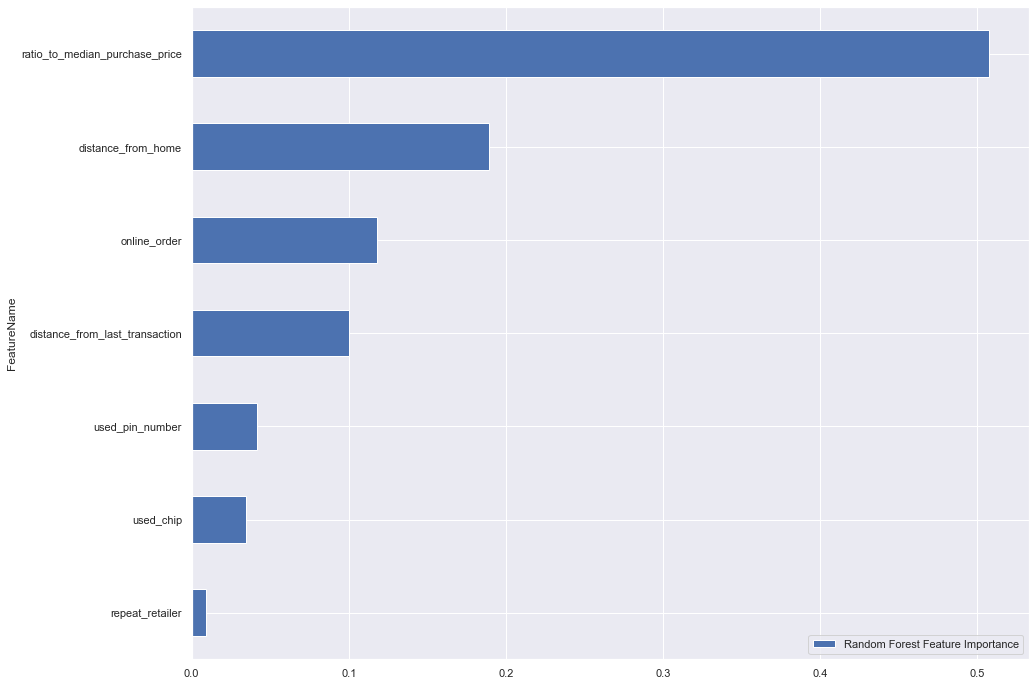 ratio_to_median_purchase_price
distance_from_home
online_order
distance_from_last_transaction
used_pin_number
used_chip
repeat_retailer
FeatureName
Random Forest Feature Importance
0.0 0.1 0.2 0.3 0.4 0.5